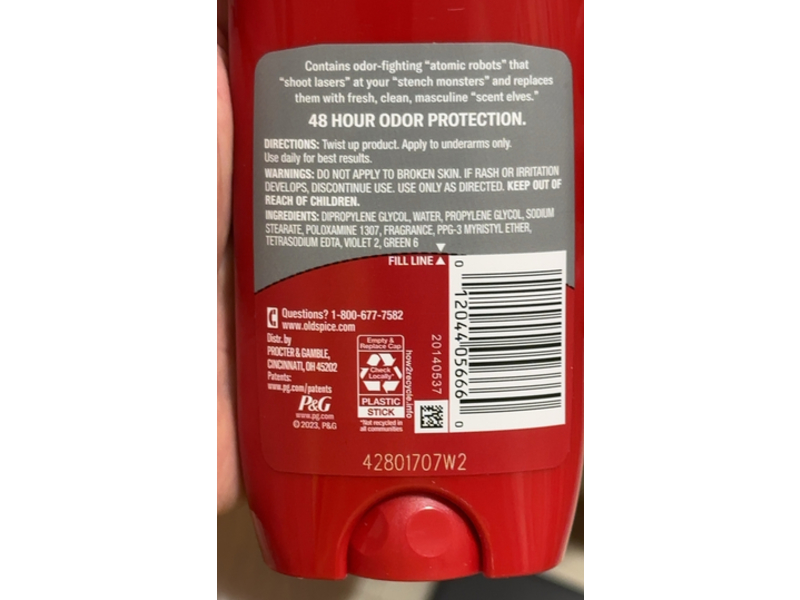 Contains odor-fighting “atomic robots” that
“shoot lasers” at your “stench monsters” and replaces
them with fresh, clean, masculine “scent elves.”
48 HOUR ODOR PROTECTION.
DIRECTIONS: Twist up product. Apply to underarms only.
Use daily for best results.
WARNINGS: DO NOT APPLY TO BROKEN SKIN. IF RASH OR IRRITATION
DEVELOPS, DISCONTINUE USE. USE ONLY AS DIRECTED. KEEP OUT OF
REACH OF CHILDREN.
INGREDIENTS: DIPROPYLENE GLYCOL, WATER, PROPYLENE GLYCOL, SODIUM
STEARATE, POLOXAMINE 1307, FRAGRANCE, PPG-3 MYRISTYL ETHER,
TETRASODIUM EDTA, VIOLET 2, GREEN 6
FILL LINE
Questions? 1-800-677-7582
www.oldspice.com
Distr. by
PROCTER & GAMBLE,
CINCINNATI, OH 45202
Patents:
www.pg.com/patents
P&G
www.pg.com
© 2023, P&G
Empty &
Replace Cap
Check
Locally*
PLASTIC
STICK
*Not recycled in
all communities
how2recycle.info
20140537
0 12044 05666 0
42801707W2